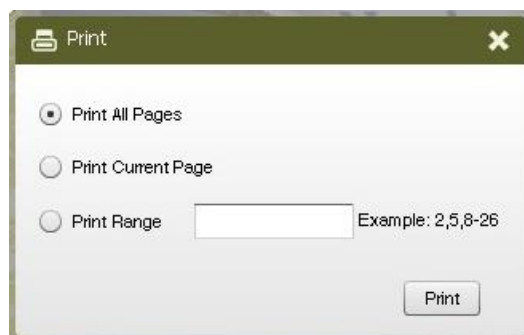 Print
Print All Pages
Print Current Page
Print Range Example: 2,5,8-26
Print